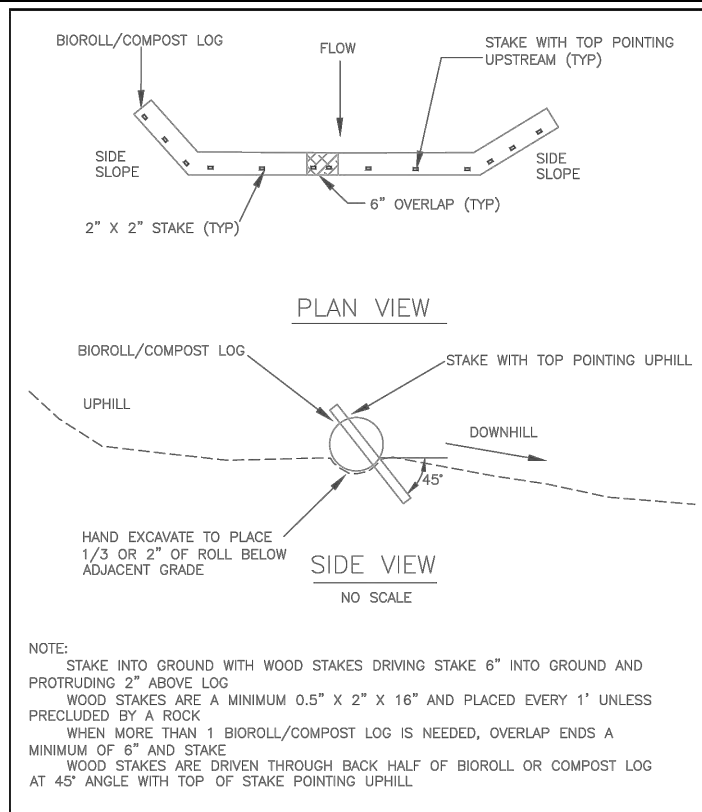 BIOROLL/COMPOST LOG
FLOW
STAKE WITH TOP POINTING
UPSTREAM (TYP)
SIDE
SLOPE
SIDE
SLOPE
6" OVERLAP (TYP)
2" X 2" STAKE (TYP)
PLAN VIEW
BIOROLL/COMPOST LOG
STAKE WITH TOP POINTING UPHILL
UPHILL
DOWNHILL
45°
HAND EXCAVATE TO PLACE
1/3 OR 2" OF ROLL BELOW
ADJACENT GRADE
SIDE VIEW
NO SCALE
NOTE:
STAKE INTO GROUND WITH WOOD STAKES DRIVING STAKE 6" INTO GROUND AND
PROTRUDING 2" ABOVE LOG
WOOD STAKES ARE A MINIMUM 0.5" X 2" X 16" AND PLACED EVERY 1' UNLESS
PRECLUDED BY A ROCK
WHEN MORE THAN 1 BIOROLL/COMPOST LOG IS NEEDED, OVERLAP ENDS A
MINIMUM OF 6" AND STAKE
WOOD STAKES ARE DRIVEN THROUGH BACK HALF OF BIOROLL OR COMPOST LOG
AT 45° ANGLE WITH TOP OF STAKE POINTING UPHILL